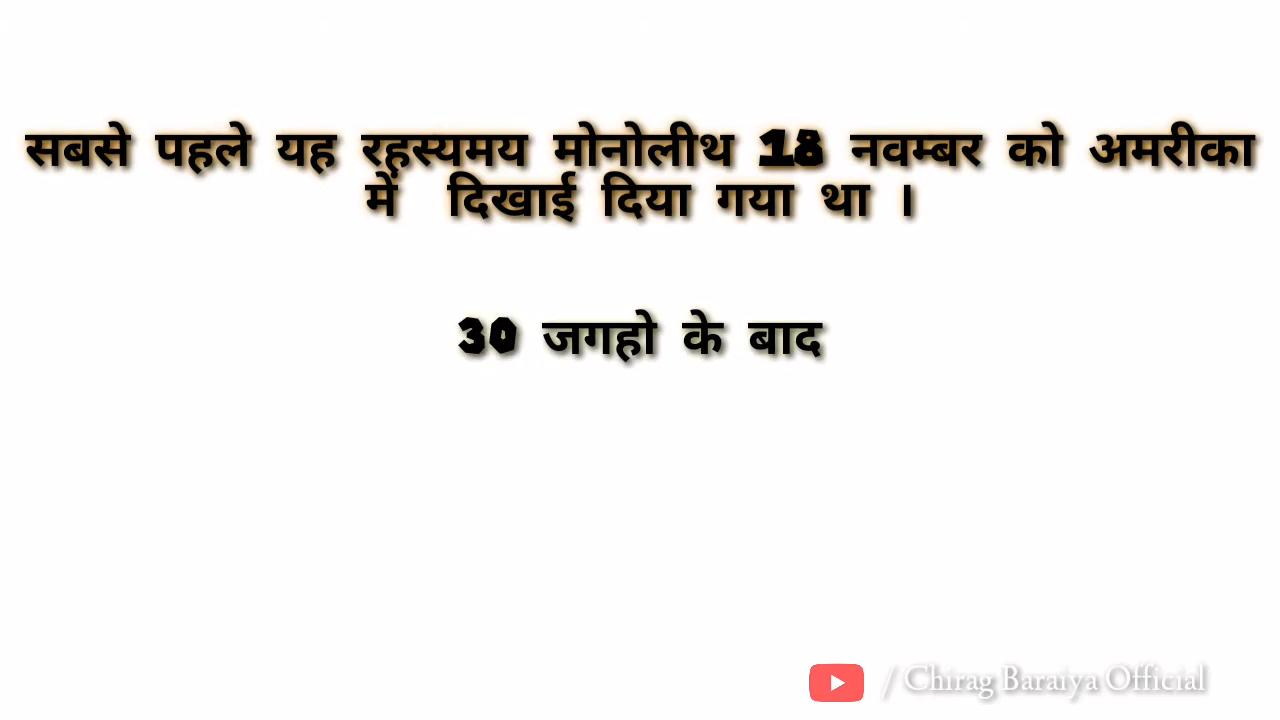 सबसे पहले यह रहस्यमय मोनोलीथ 18 नवम्बर को अमरीका
में दिखाई दिया गया था ।
30 जगहो के बाद
/ Chirag Baraiya Official